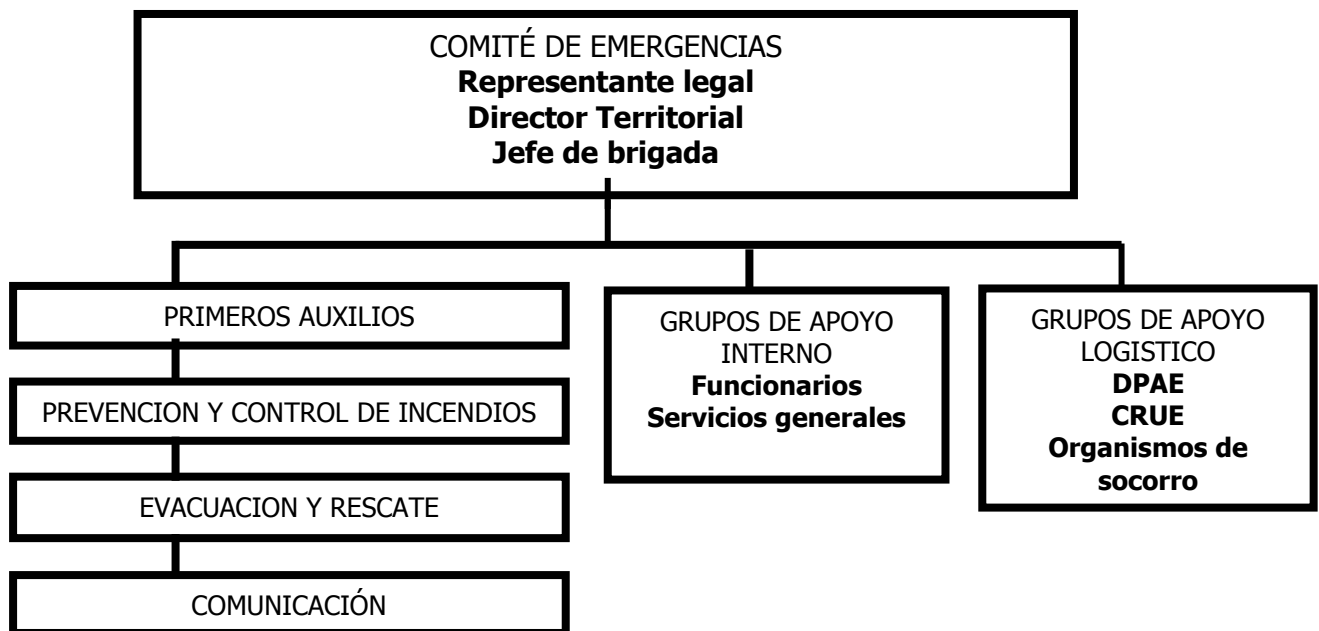 COMITÉ DE EMERGENCIAS
Representante legal
Director Territorial
Jefe de brigada
PRIMEROS AUXILIOS
PREVENCION Y CONTROL DE INCENDIOS
EVACUACION Y RESCATE
COMUNICACIÓN
GRUPOS DE APOYO
INTERNO
Funcionarios
Servicios generales
GRUPOS DE APOYO
LOGISTICO
DPAE
CRUE
Organismos de
socorro